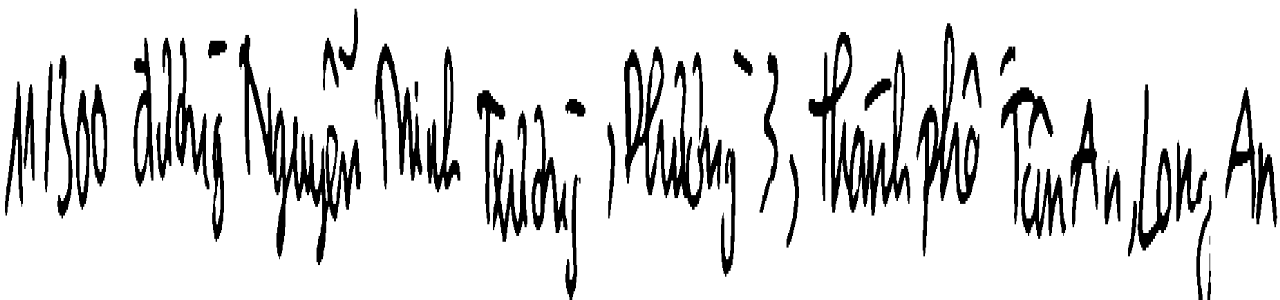 11/300 đường Nguyễn Minh Trường, Phường 3, thành phố Tân An, Long An